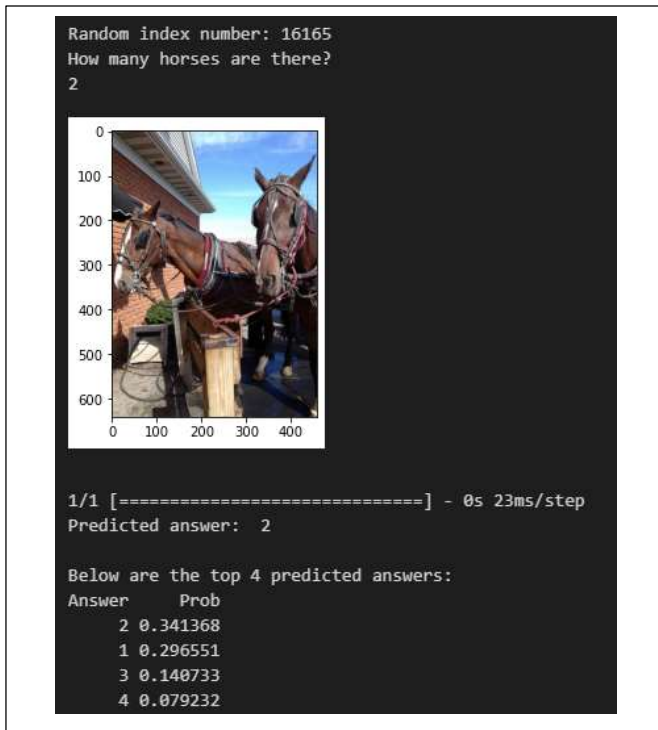 Random index number: 16165
How many horses are there?
2
0
100
200
300
400
500
600
0 100 200 300 400
1/1 [==============================] - 0s 23ms/step
Predicted answer:  2
Below are the top 4 predicted answers:
Answer Prob
2 0.341368
1 0.296551
3 0.140733
4 0.079232